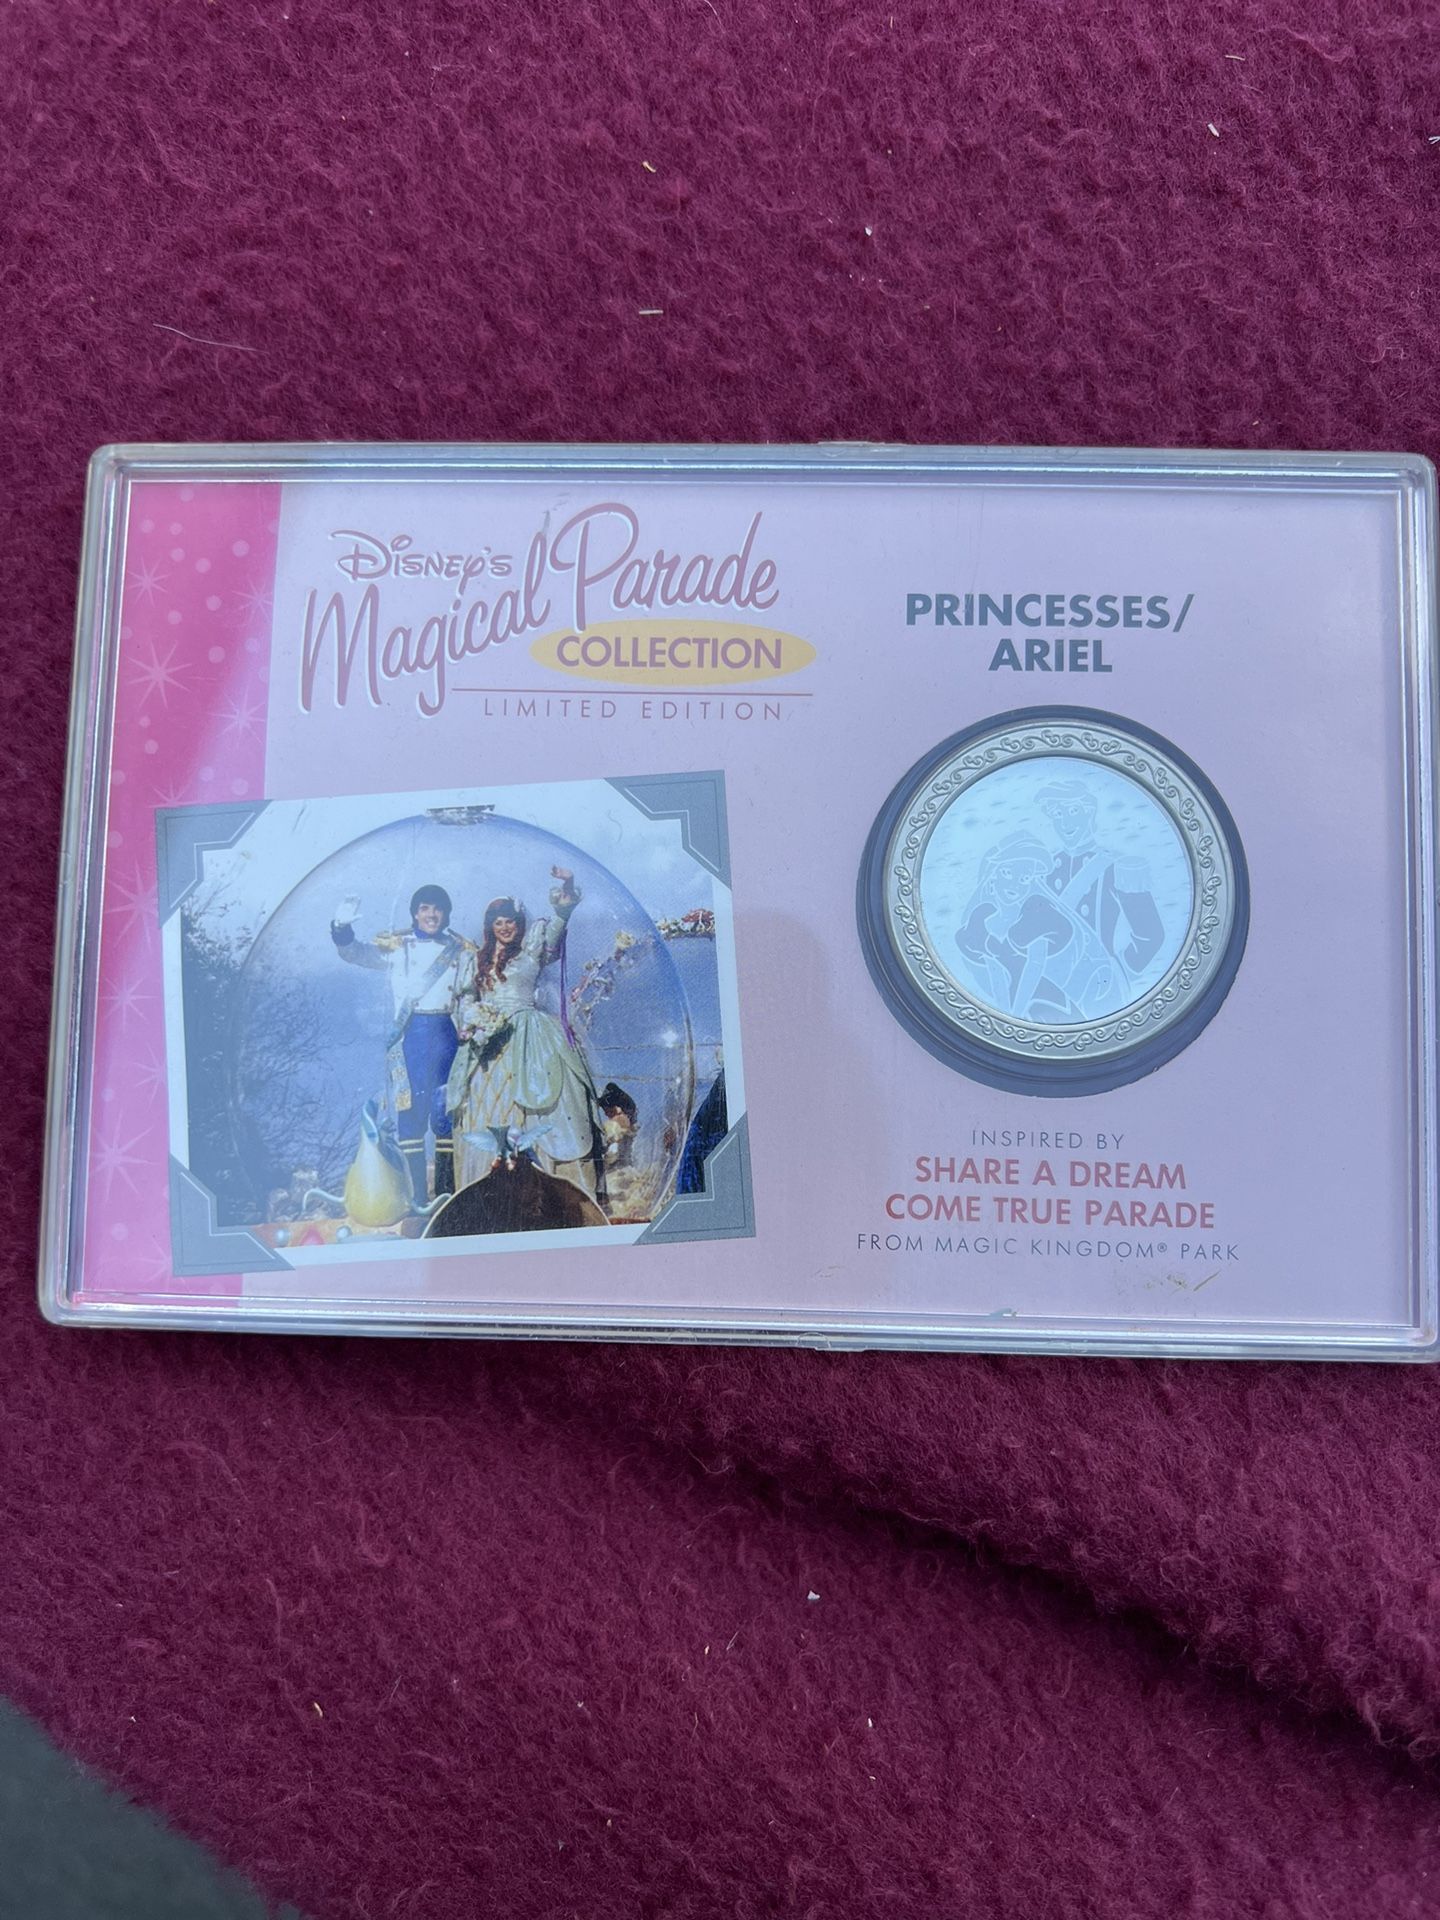 Disney's
Magical Parade
COLLECTION
LIMITED EDITION
PRINCESSES/
ARIEL
INSPIRED BY
SHARE A DREAM
COME TRUE PARADE
FROM MAGIC KINGDOM® PARK